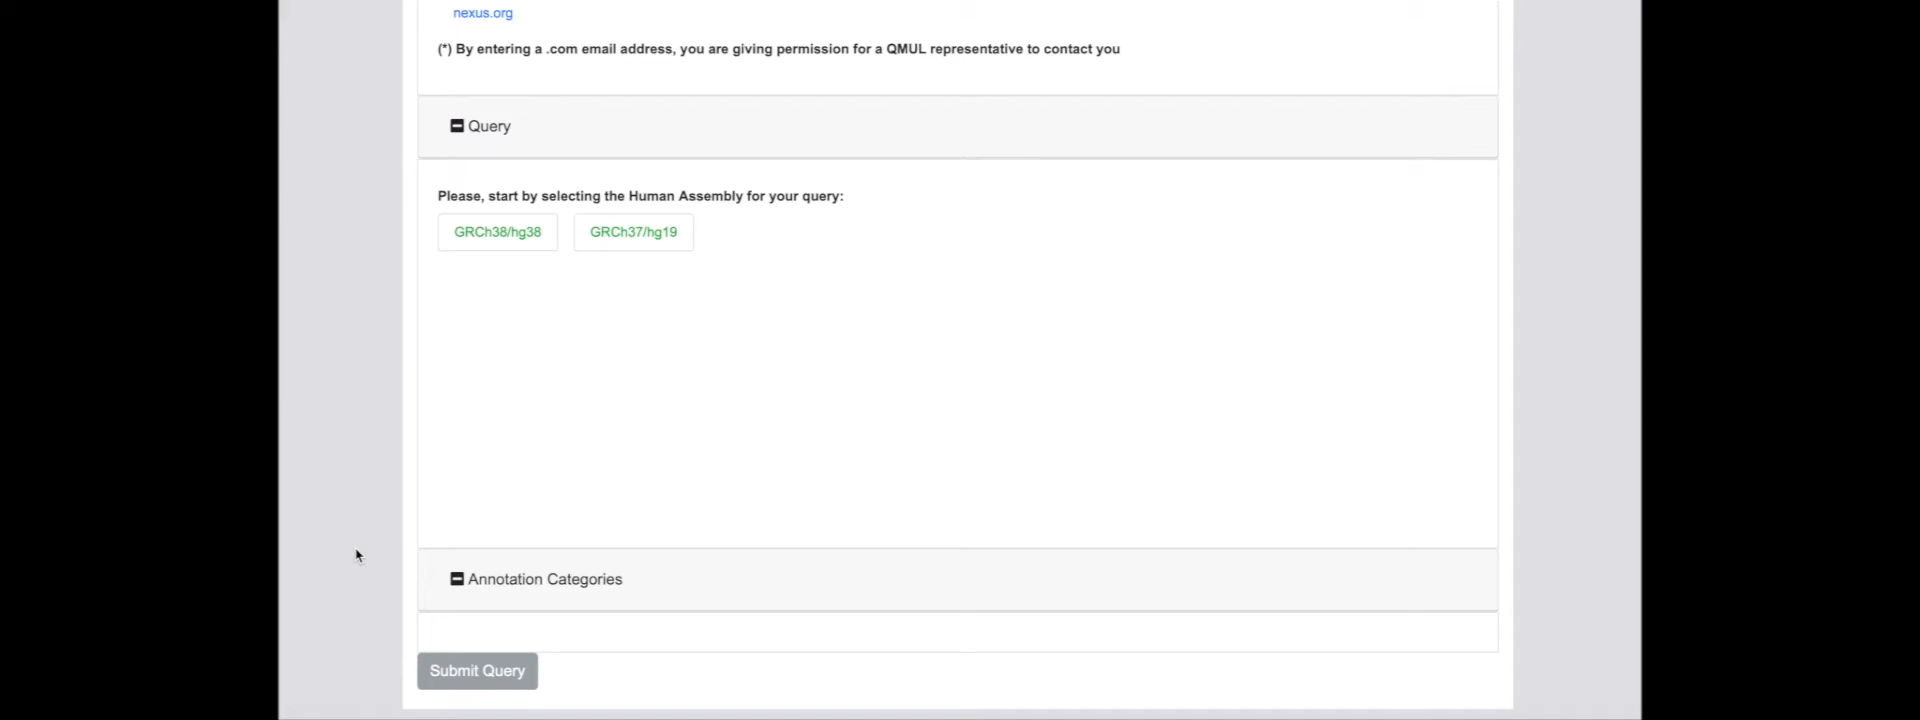 nexus.org
(*) By entering a .com email address, you are giving permission for a QMUL representative to contact you
Query
Please, start by selecting the Human Assembly for your query:
GRCh38/hg38 GRCh37/hg19
Annotation Categories
Submit Query